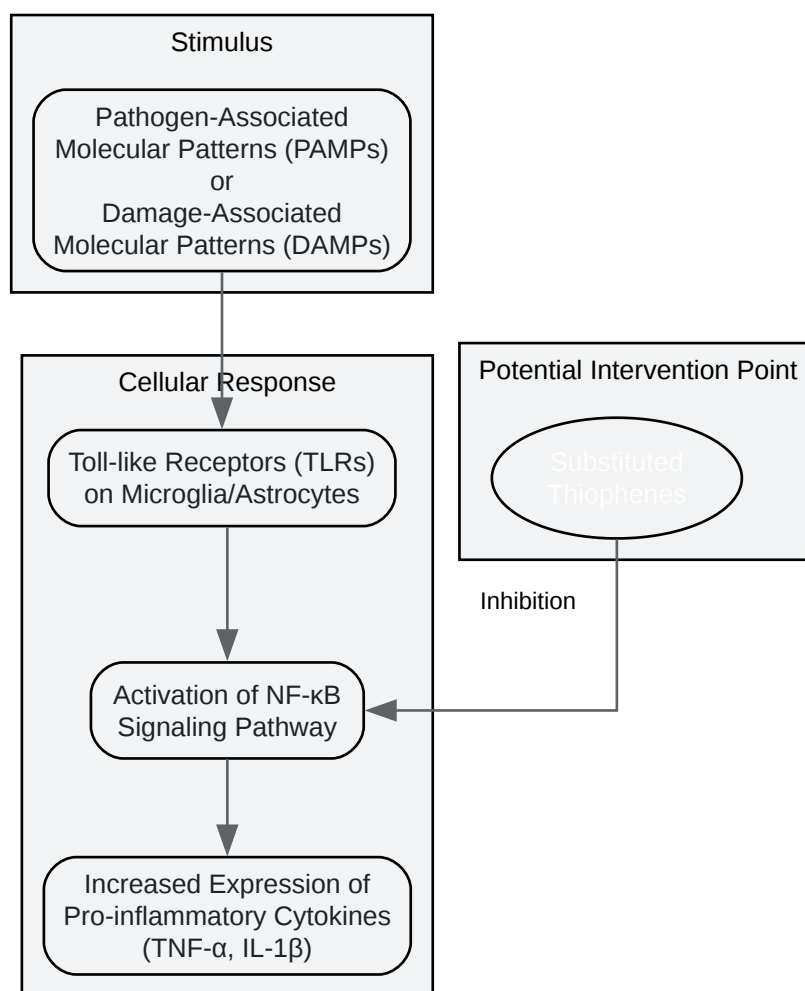 Stimulus
Pathogen-Associated
Molecular Patterns (PAMPs)
or
Damage-Associated
Molecular Patterns (DAMPs)
Cellular Response
Toll-like Receptors (TLRs)
on Microglia/Astrocytes
Activation of NF-κB
Signaling Pathway
Increased Expression of
Pro-inflammatory Cytokines
(TNF-α, IL-1β)
Potential Intervention Point
Substituted
Thiophenes
Inhibition